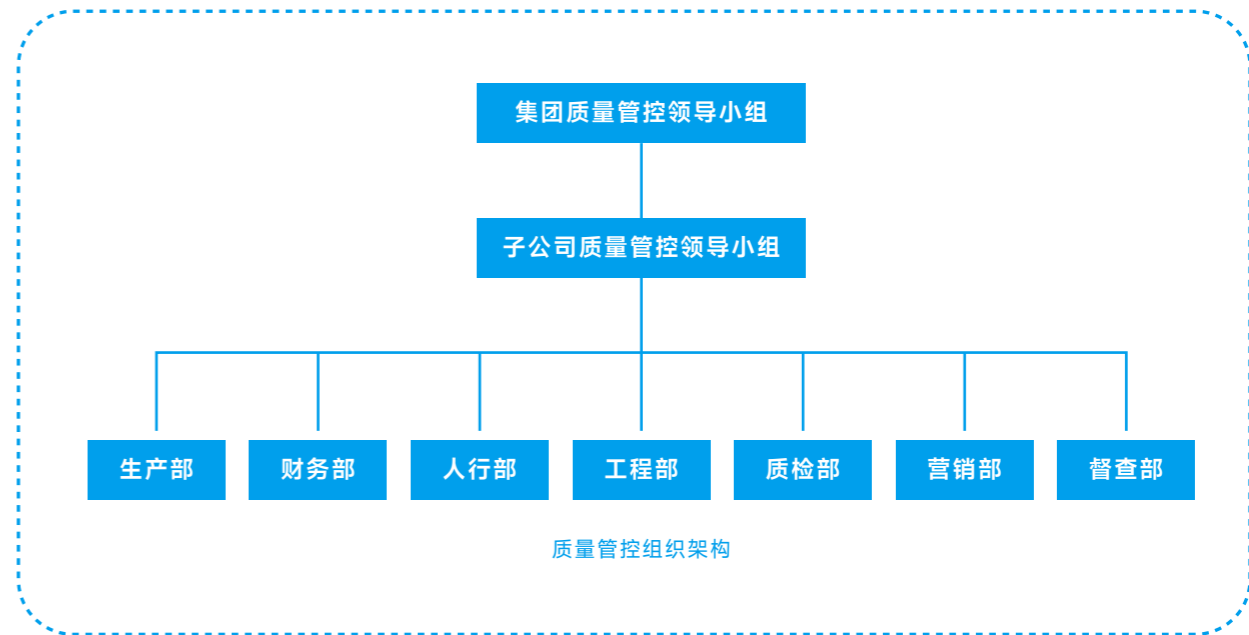 集团质量管控领导小组
子公司质量管控领导小组
生产部
财务部
人行部
工程部
质检部
营销部
督查部
质量管控组织架构